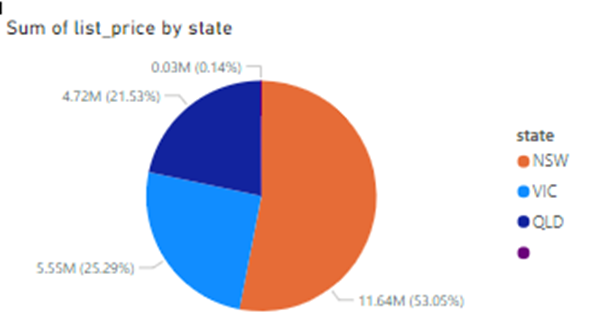 Sum of list_price by state
0.03M (0.14%)
4.72M (21.53%)
5.55M (25.29%)
11.64M (53.05%)
state
NSW
VIC
QLD